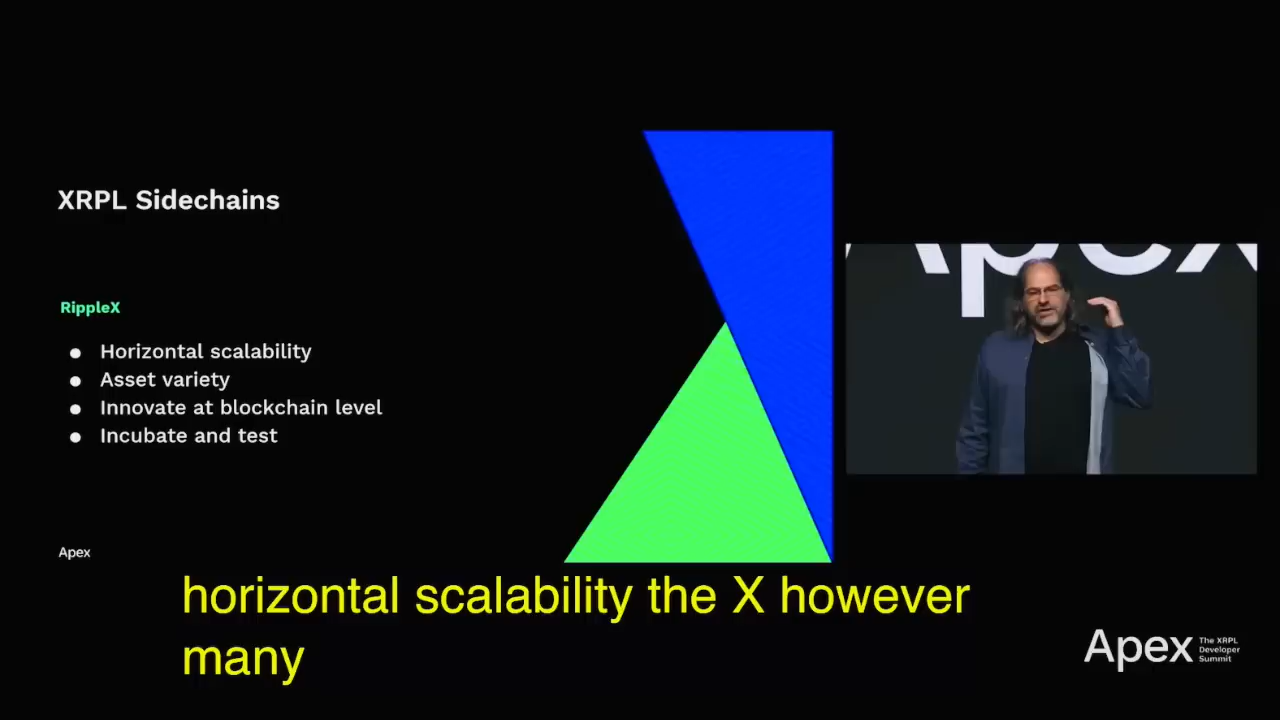 XRPL Sidechains
RippleX
Horizontal scalability
Asset variety
Innovate at blockchain level
Incubate and test
Apex
Apex
horizontal scalability the X however
many
Apex
The XRPL
Developer
Summit